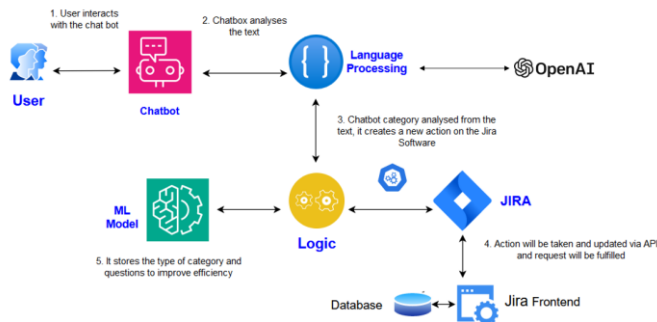 1. User interacts
with the chat bot
2. Chatbox analyses
the text
User
Chatbot
{ }
Language
Processing
OpenAI
3. Chatbot category analysed from the
text, it creates a new action on the Jira
Software
ML
Model
Logic
JIRA
5. It stores the type of category and
questions to improve efficiency
4. Action will be taken and updated via API
and request will be fulfilled
Database
Jira Frontend